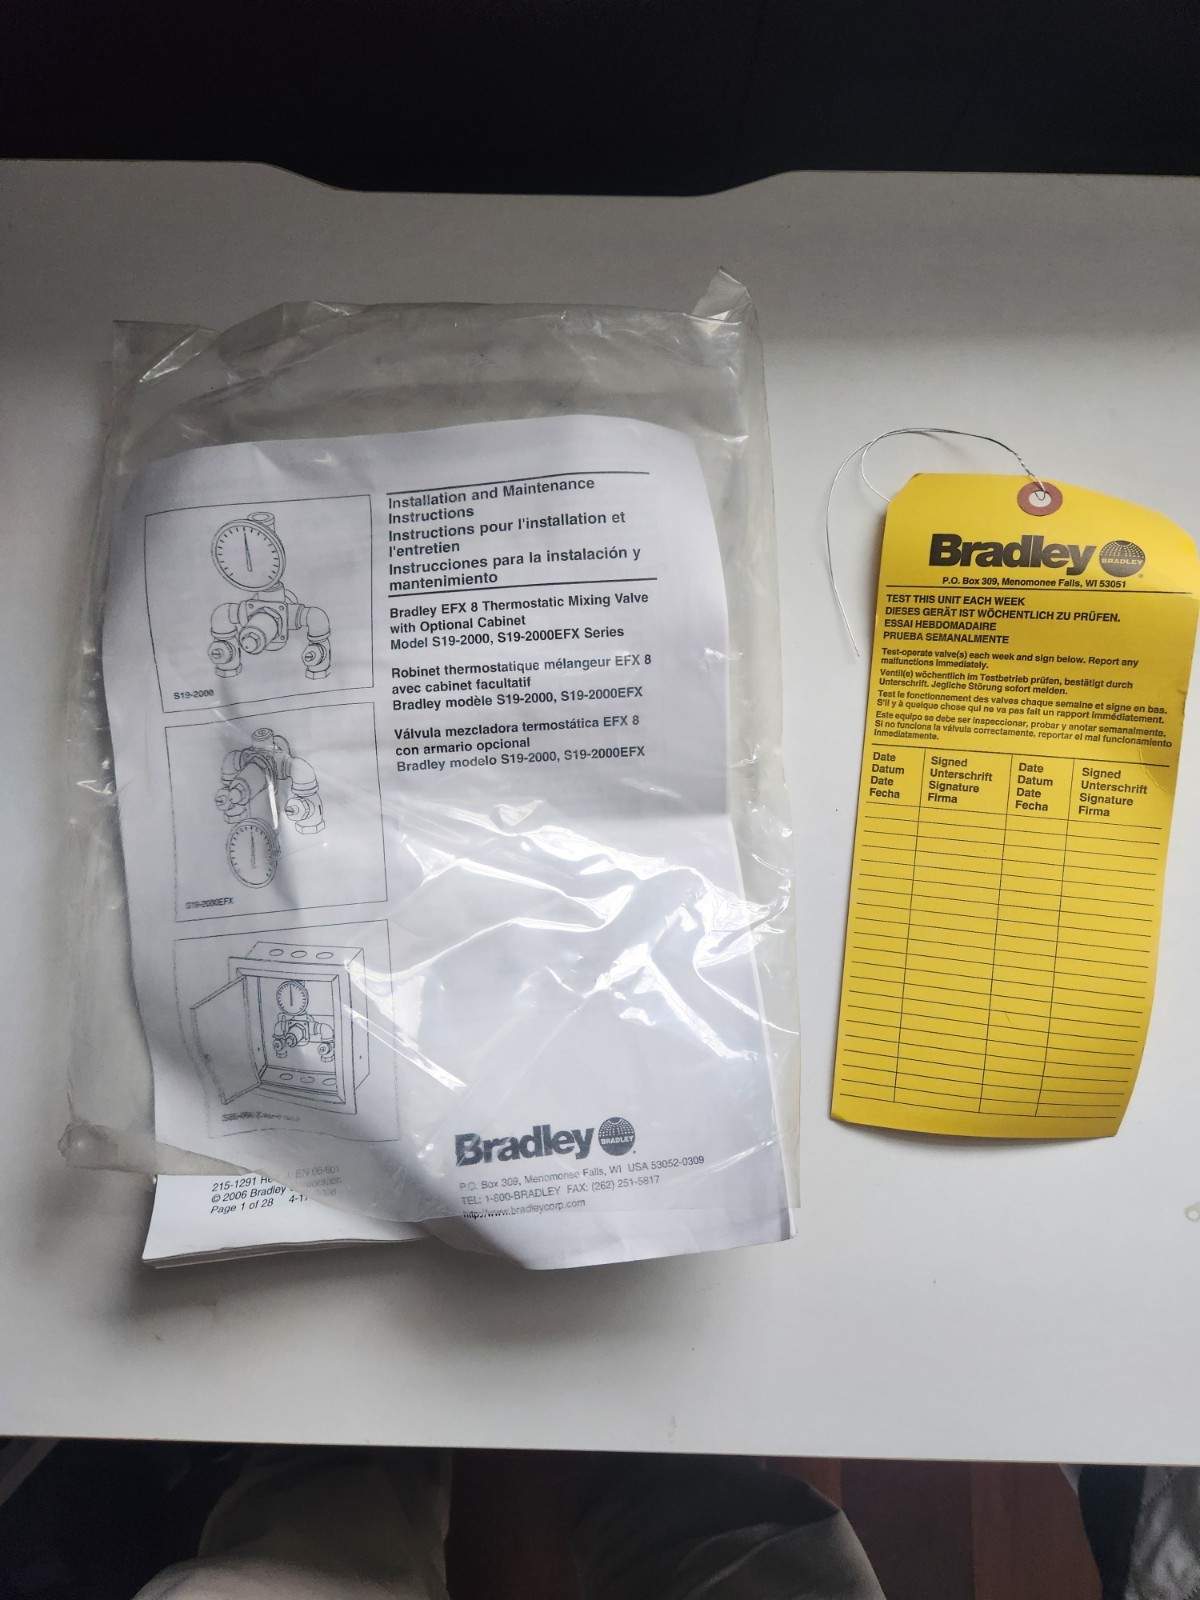 Installation and Maintenance
Instructions
Instructions pour l'installation et
l'entretien
Instrucciones para la instalación y
mantenimiento
Bradley EFX 8 Thermostatic Mixing Valve
with Optional Cabinet
Model S19-2000, S19-2000EFX Series
Robinet thermostatique mélangeur EFX 8
avec cabinet facultatif
Bradley modèle S19-2000, S19-2000EFX
Válvula mezcladora termostática EFX 8
con armario opcional
Bradley modelo S19-2000, S19-2000EFX
S19-2000
S19-2000EFX
Bradley
BRADLEY
P.O. Box 309, Menomonee Falls, WI USA 53052-0309
TEL: 1-800-BRADLEY FAX: (262) 251-5817
http://www.bradleycorp.com
215-1291
© 2006 Bradley
Page 1 of 28
Bradley
BRADLEY
P.O. Box 309, Menomonee Falls, WI 53051
TEST THIS UNIT EACH WEEK
DIESES GERÄT IST WÖCHENTLICH ZU PRÜFEN.
ESSAI HEBDOMADAIRE
PRUEBA SEMANALMENTE
Test-operate valve(s) each week and sign below. Report any
malfunctions immediately.
Ventil(e) wöchentlich im Testbetrieb prüfen, bestätigt durch
Unterschrift. Jegliche Störung sofort melden.
Test le fonctionnement des valves chaque semaine et signe en bas.
S'il y à quelque chose qui ne va pas fait un rapport immédiatement.
Este equipo se debe ser inspeccionar, probar y anotar semanalmente.
Si no funciona la válvula correctamente, reportar el mal funcionamiento
inmediatamente.
Date Signed Date Signed
Datum Unterschrift Datum Unterschrift
Date Signature Date Signature
Fecha Firma Fecha Firma